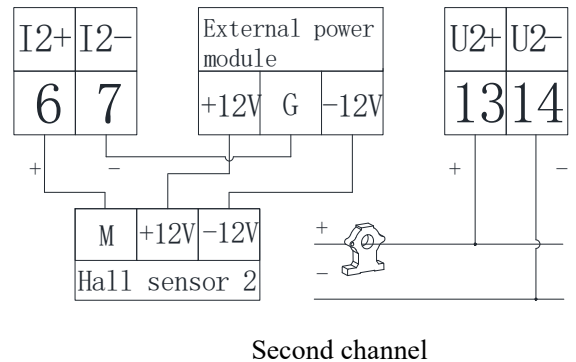 I2+ I2- External power U2+ U2-
module
6 7 +12V G -12V 13 14
+ - + -
M +12V -12V +
Hall sensor 2 -
Second channel